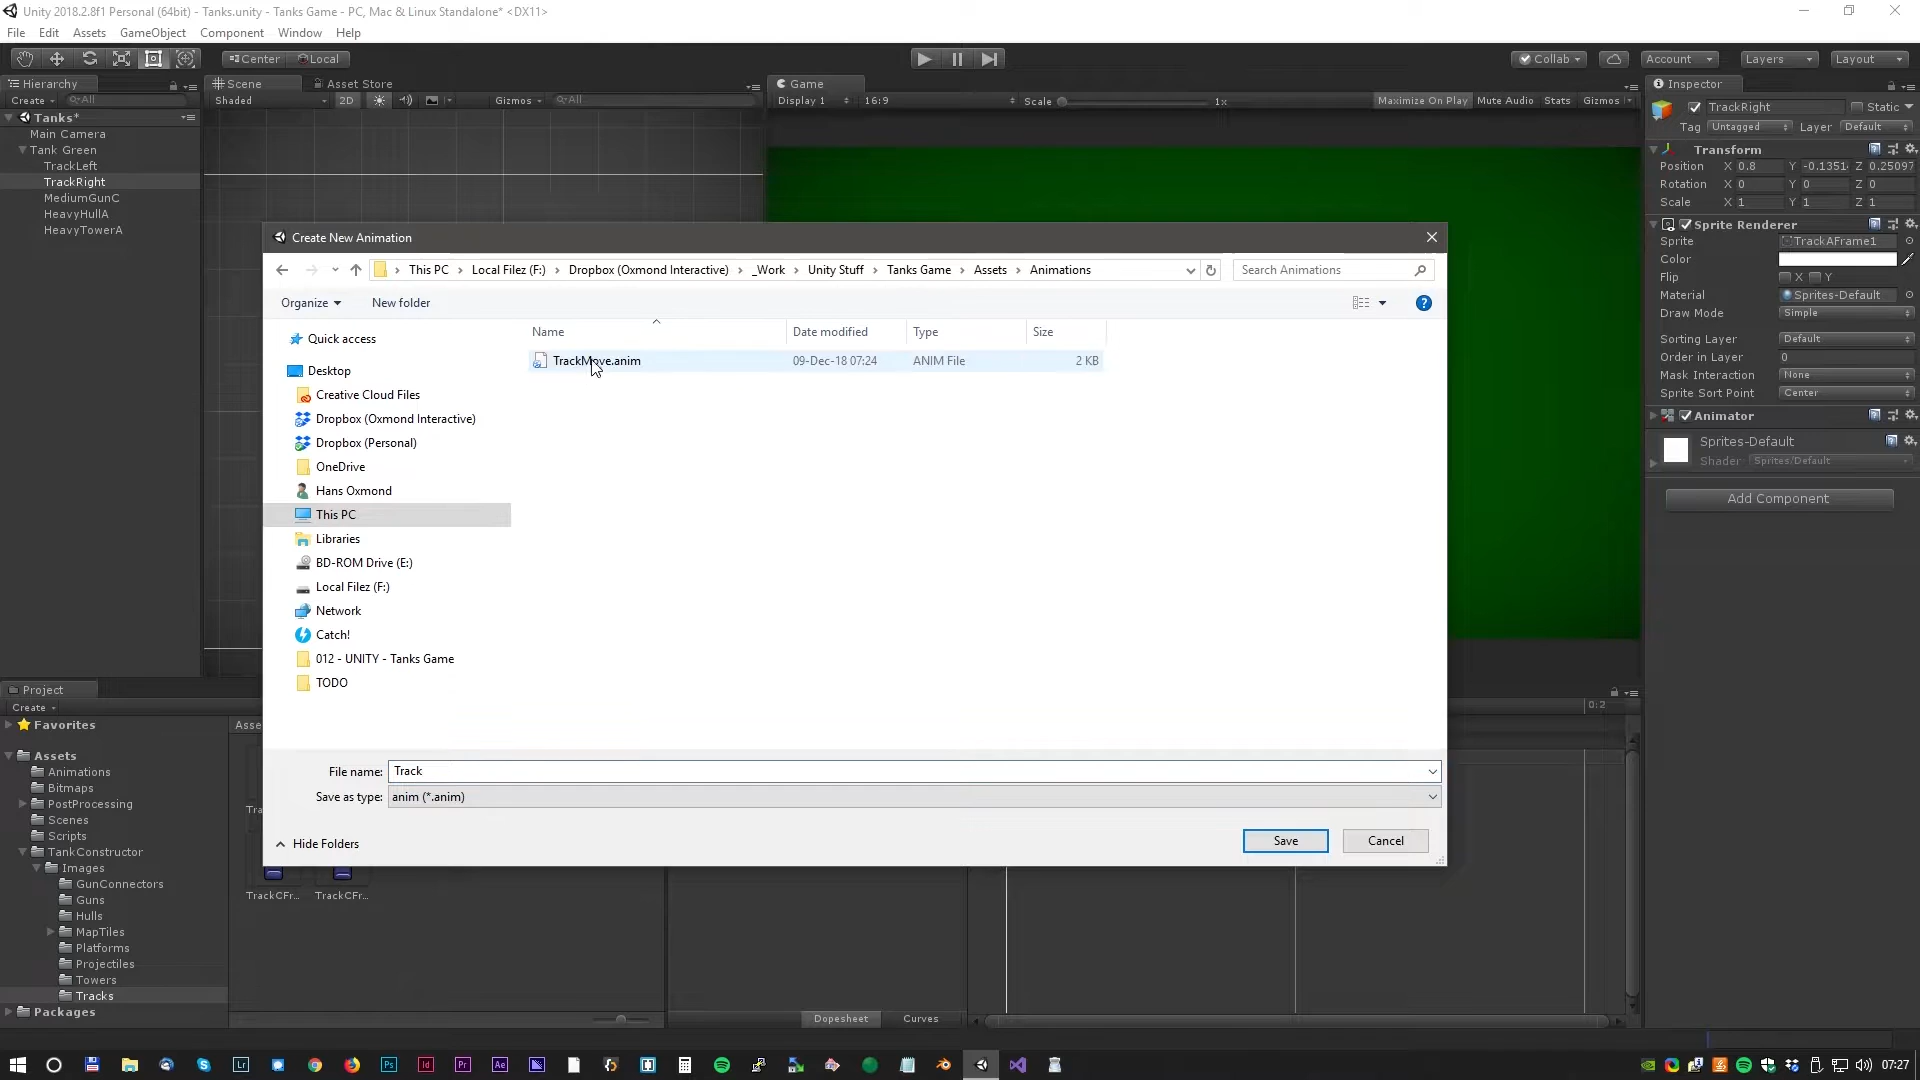 Unity 2018.2.8f1 Personal (64bit) - Tanks.unity - Tanks Game - PC, Mac & Linux Standalone* <DX11>
File Edit Assets GameObject Component Window Help
Center Local Collab Account Layers Layout
Hierarchy Scene Asset Store Game Inspector
Create All Shaded 2D Gizmos All Display 1 16:9 Scale 1x Maximize On Play Mute Audio Stats Gizmos
TrackRight Static
Tanks*
Tag Untagged Layer Default
Main Camera
Tank Green
TrackLeft
TrackRight
MediumGunC
HeavyHullA
HeavyTowerA
Transform
Position X 0.8 Y -0.1351 Z 0.25097
Rotation X 0 Y 0 Z 0
Scale X 1 Y 1 Z 1
Sprite Renderer
Sprite TrackAFrame1
Color
Flip X Y
Material Sprites-Default
Draw Mode Simple
Sorting Layer Default
Order in Layer 0
Mask Interaction None
Sprite Sort Point Center
Animator
Sprites-Default
Shader Sprites/Default
Add Component
Create New Animation
This PC Local Filez (F:) Dropbox (Oxmond Interactive) _Work Unity Stuff Tanks Game Assets Animations Search Animations
Organize New folder
Name Date modified Type Size
TrackMove.anim 09-Dec-18 07:24 ANIM File 2 KB
Quick access
Desktop
Creative Cloud Files
Dropbox (Oxmond Interactive)
Dropbox (Personal)
OneDrive
Hans Oxmond
This PC
Libraries
BD-ROM Drive (E:)
Local Filez (F:)
Network
Catch!
012 - UNITY - Tanks Game
TODO
File name: Track
Save as type: anim (*.anim)
Hide Folders Save Cancel
Project
Create
0:2
Favorites
Asse
Assets
Animations
Bitmaps
PostProcessing
Tra
Scenes
Scripts
TankConstructor
Images
GunConnectors
Guns
Hulls
MapTiles
Platforms
Projectiles
Towers
Tracks
Packages
TrackCFr... TrackCFr...
Dopesheet Curves
07:27